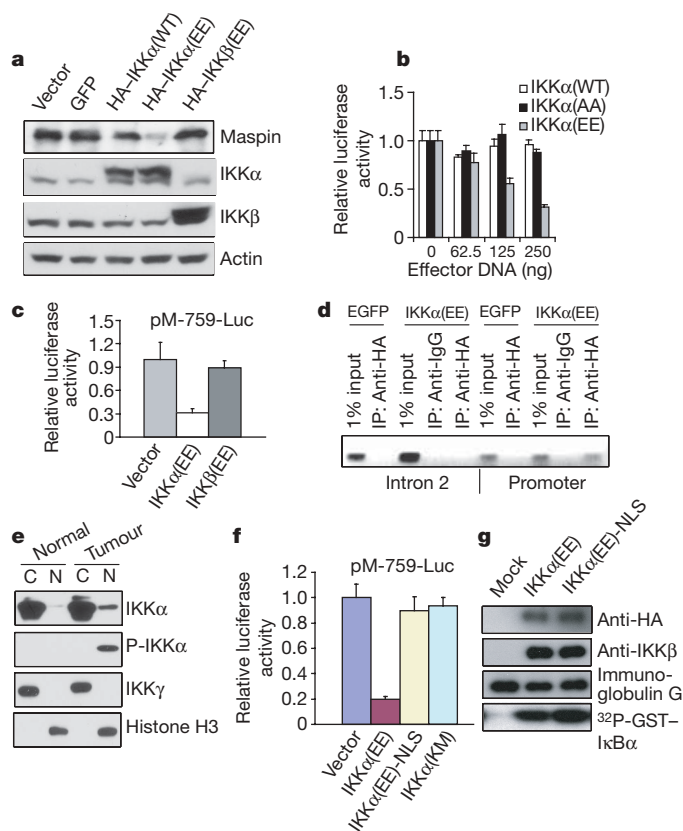 a
Vector
GFP
HA–IKKα(WT)
HA–IKKα(EE)
HA–IKKβ(EE)
Maspin
IKKα
IKKβ
Actin
b
IKKα(WT)
IKKα(AA)
IKKα(EE)
Relative luciferase
activity
1.5
1.0
0.5
0
0 62.5 125 250
Effector DNA (ng)
c
pM-759-Luc
Relative luciferase
activity
1.5
1.2
0.9
0.6
0.3
0
Vector
IKKα(EE)
IKKβ(EE)
d
EGFP IKKα(EE) EGFP IKKα(EE)
1% input
IP: Anti-HA
1% input
IP: Anti-IgG
IP: Anti-HA
1% input
IP: Anti-HA
1% input
IP: Anti-IgG
IP: Anti-HA
Intron 2 Promoter
e
Normal Tumour
C N C N
IKKα
P-IKKα
IKKγ
Histone H3
f
pM-759-Luc
Relative luciferase
activity
1.2
1.0
0.8
0.6
0.4
0.2
0
Vector
IKKα(EE)
IKKα(EE)-NLS
IKKα(KM)
g
Mock
IKKα(EE)
IKKα(EE)-NLS
Anti-HA
Anti-IKKβ
Immuno-
globulin G
³²P-GST–
IκBα